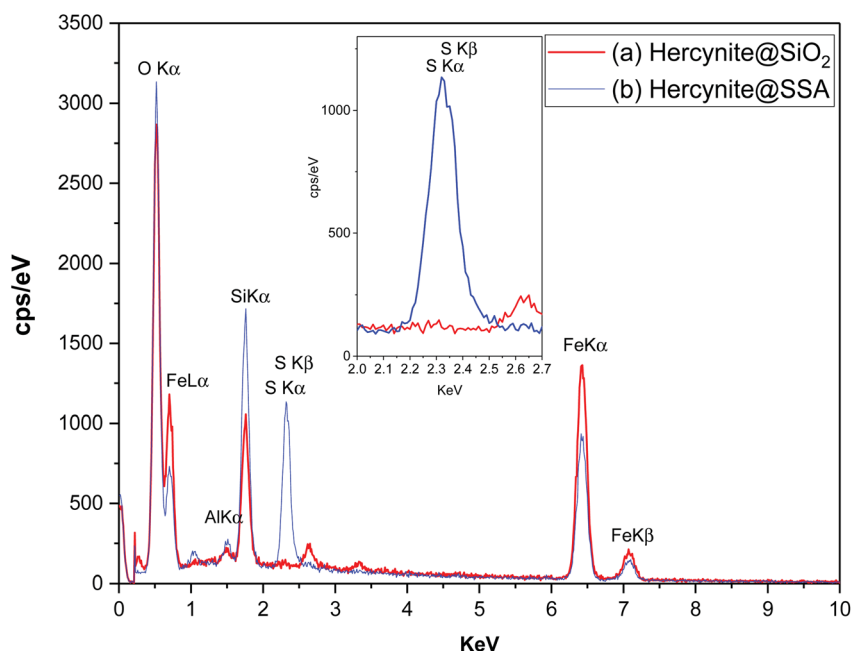 3500
3000
2500
2000
1500
1000
500
0
cps/eV
0 1 2 3 4 5 6 7 8 9 10
KeV
O Kα
FeLα
AlKα
SiKα
S Kβ
S Kα
FeKα
FeKβ
(a) Hercynite@SiO₂
(b) Hercynite@SSA
S Kβ
S Kα
1000
500
0
cps/eV
2.0 2.1 2.2 2.3 2.4 2.5 2.6 2.7
KeV